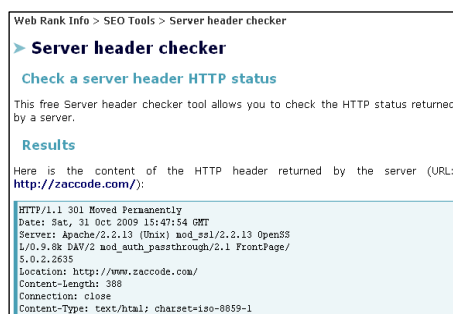 Web Rank Info > SEO Tools > Server header checker
➤ Server header checker
Check a server header HTTP status
This free Server header checker tool allows you to check the HTTP status returned
by a server.
Results
Here is the content of the HTTP header returned by the server (URL:
http://zaccode.com/):
HTTP/1.1 301 Moved Permanently
Date: Sat, 31 Oct 2009 15:47:54 GMT
Server: Apache/2.2.13 (Unix) mod_ssl/2.2.13 OpenSS
L/0.9.8k DAV/2 mod_auth_passthrough/2.1 FrontPage/
5.0.2.2635
Location: http://www.zaccode.com/
Content-Length: 388
Connection: close
Content-Type: text/html; charset=iso-8859-1